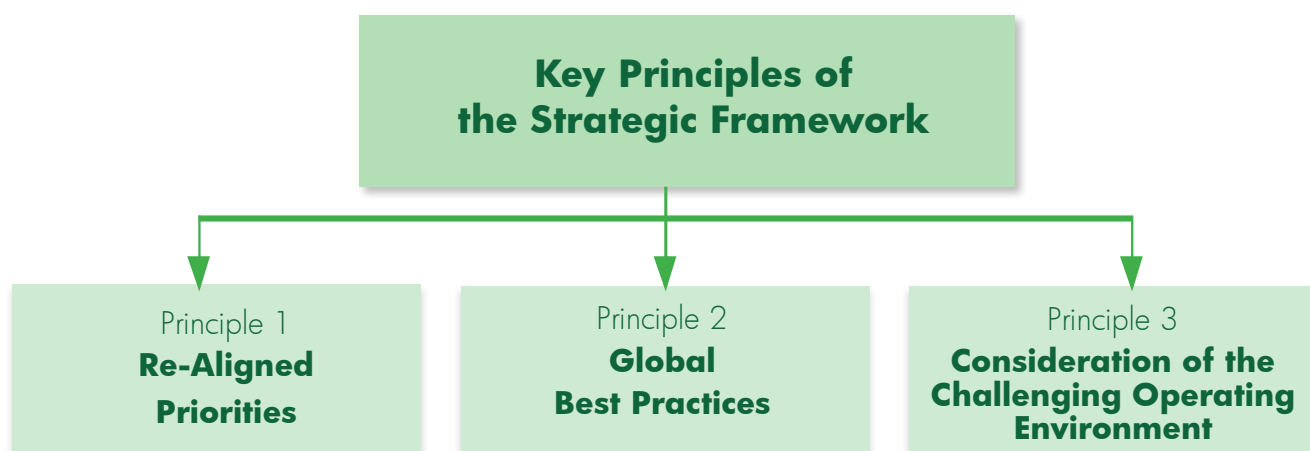 Key Principles of
the Strategic Framework
Principle 1
Re-Aligned
Priorities
Principle 2
Global
Best Practices
Principle 3
Consideration of the
Challenging Operating
Environment